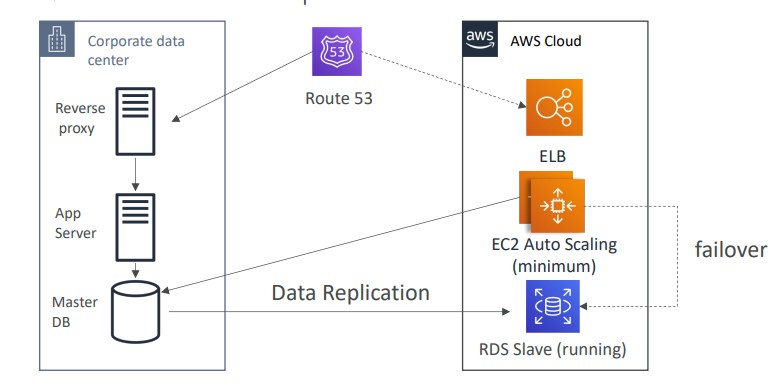 Corporate data
center
53
aws
AWS Cloud
Reverse
proxy
Route 53
ELB
App
Server
EC2 Auto Scaling
(minimum)
failover
Master
DB
Data Replication
RDS Slave (running)